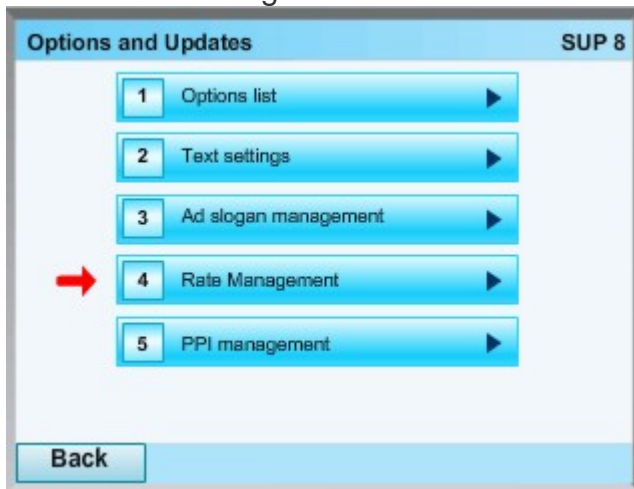 Options and Updates SUP 8
1 Options list
2 Text settings
3 Ad slogan management
4 Rate Management
5 PPI management
Back